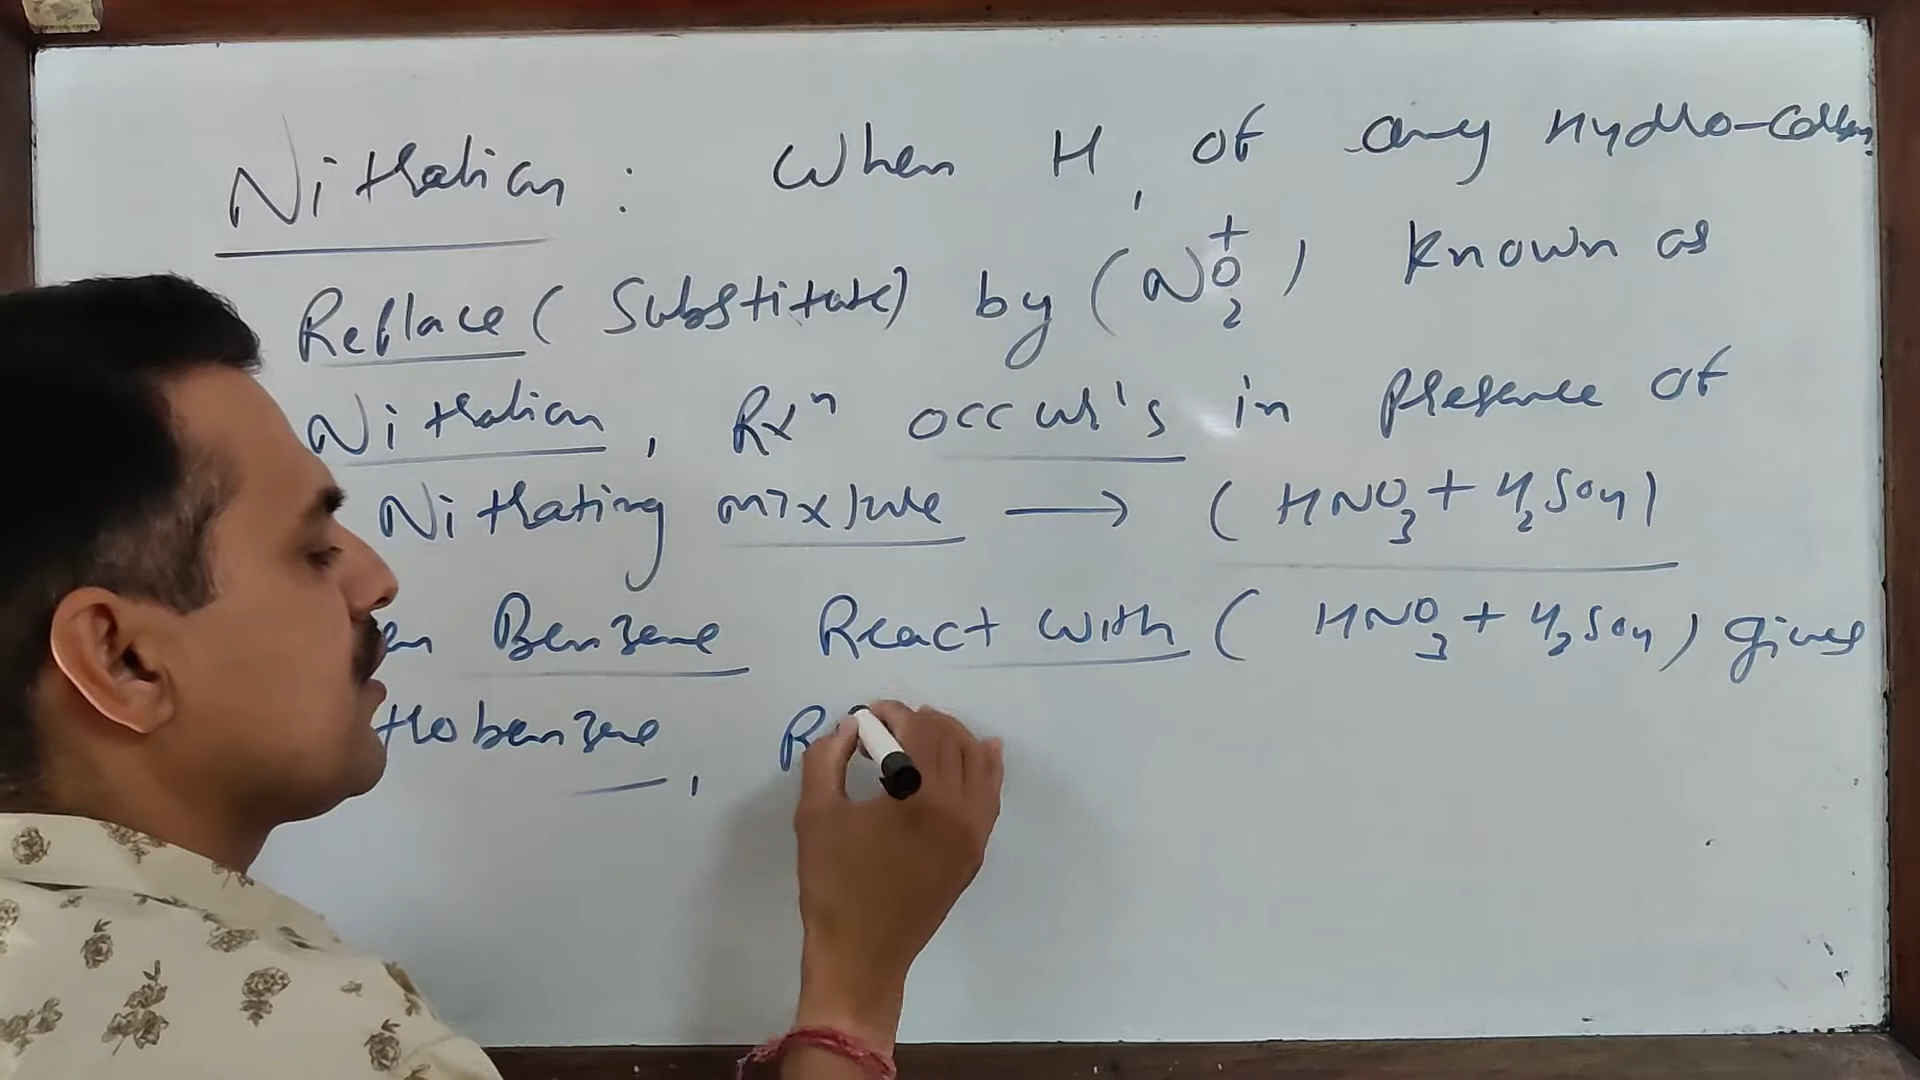 Nitration : When H, of any Hydro-carbon
Replace ( Substitute) by (NO₂⁺) Known as
Nitration , Rxⁿ occur's in presence of
Nitrating mixture → (HNO₃ + H₂SO₄)
Benzene React with ( HNO₃ + H₂SO₄) gives
trobenzene ,